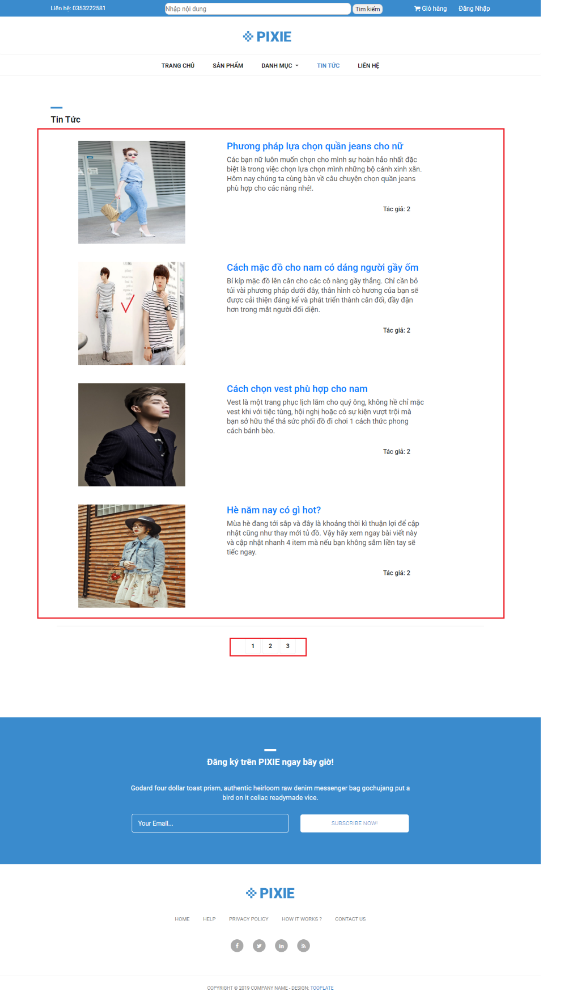 Liên hệ: 0353222581
Nhập nội dung
Tìm kiếm
Giỏ hàng
Đăng Nhập
PIXIE
TRANG CHỦ
SẢN PHẨM
DANH MỤC
TIN TỨC
LIÊN HỆ
Tin Tức
Phương pháp lựa chọn quần jeans cho nữ
Các bạn nữ luôn muốn chọn cho mình sự hoàn hảo nhất đặc
biệt là trong việc chọn lựa chọn mình những bộ cánh xinh xắn.
Hôm nay chúng ta cùng bàn về câu chuyện chọn quần jeans
phù hợp cho các nàng nhé!.
Tác giả: 2
Cách mặc đồ cho nam có dáng người gầy ốm
Bí kíp mặc đồ lên cân cho các cô nàng gầy thẳng. Chỉ cần bỏ
túi vài phương pháp dưới đây, thân hình cò hương của bạn sẽ
được cải thiện đáng kể và phát triển thành cân đối, đầy đặn
hơn trong mắt người đối diện.
Tác giả: 2
Cách chọn vest phù hợp cho nam
Vest là một trang phục lịch lãm cho quý ông, không hề chỉ mặc
vest khi với tiệc tùng, hội nghị hoặc có sự kiện vượt trội mà
bạn sở hữu thể thả sức phối đồ đi chơi 1 cách thức phong
cách bánh bèo.
Tác giả: 2
Hè năm nay có gì hot?
Mùa hè đang tới sắp và đây là khoảng thời kì thuận lợi để cập
nhật cũng như thay mới tủ đồ. Vậy hãy xem ngay bài viết này
và cập nhật nhanh 4 item mà nếu bạn không sắm liền tay sẽ
tiếc ngay.
Tác giả: 2
1 2 3
Đăng ký trên PIXIE ngay bây giờ!
Godard four dollar toast prism, authentic heirloom raw denim messenger bag gochujang put a
bird on it celiac readymade vice.
Your Email...
SUBSCRIBE NOW!
PIXIE
HOME
HELP
PRIVACY POLICY
HOW IT WORKS ?
CONTACT US
COPYRIGHT © 2019 COMPANY NAME - DESIGN: TOOPLATE